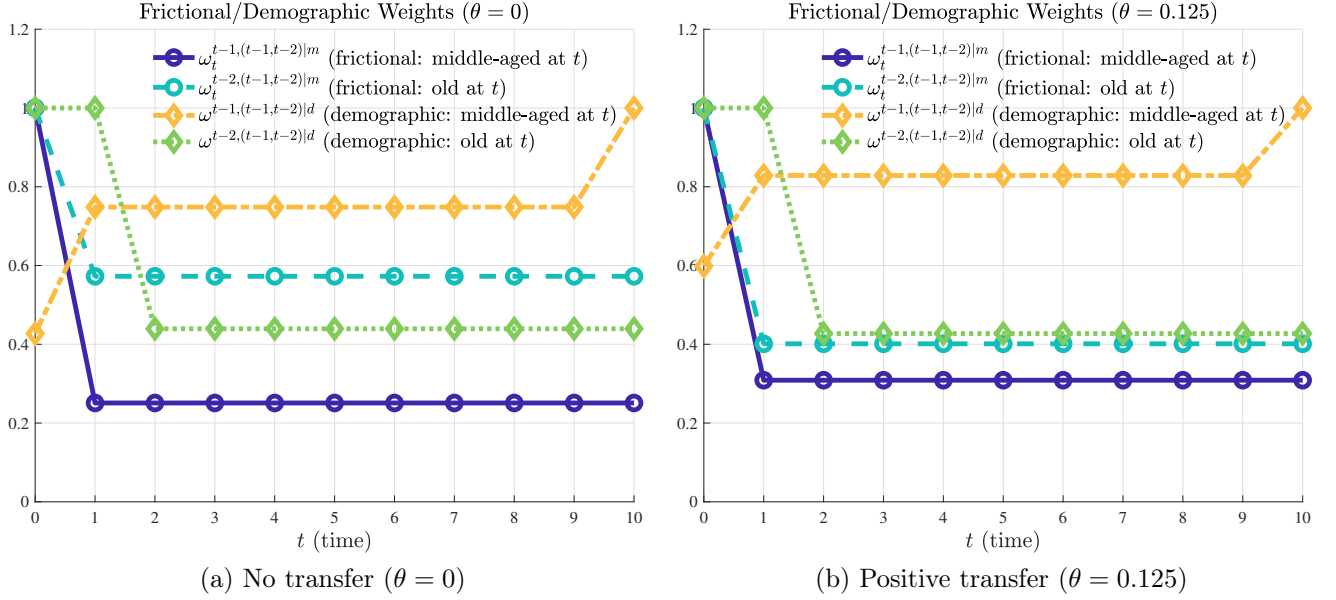 Frictional/Demographic Weights (θ = 0)
1.2
1
0.8
0.6
0.4
0.2
0
ω_t^{t−1,(t−1,t−2)|m} (frictional: middle-aged at t)
ω_t^{t−2,(t−1,t−2)|m} (frictional: old at t)
ω^{t−1,(t−1,t−2)|d} (demographic: middle-aged at t)
ω^{t−2,(t−1,t−2)|d} (demographic: old at t)
0 1 2 3 4 5 6 7 8 9 10
t (time)
(a) No transfer (θ = 0)
Frictional/Demographic Weights (θ = 0.125)
1.2
1
0.8
0.6
0.4
0.2
0
ω_t^{t−1,(t−1,t−2)|m} (frictional: middle-aged at t)
ω_t^{t−2,(t−1,t−2)|m} (frictional: old at t)
ω^{t−1,(t−1,t−2)|d} (demographic: middle-aged at t)
ω^{t−2,(t−1,t−2)|d} (demographic: old at t)
0 1 2 3 4 5 6 7 8 9 10
t (time)
(b) Positive transfer (θ = 0.125)